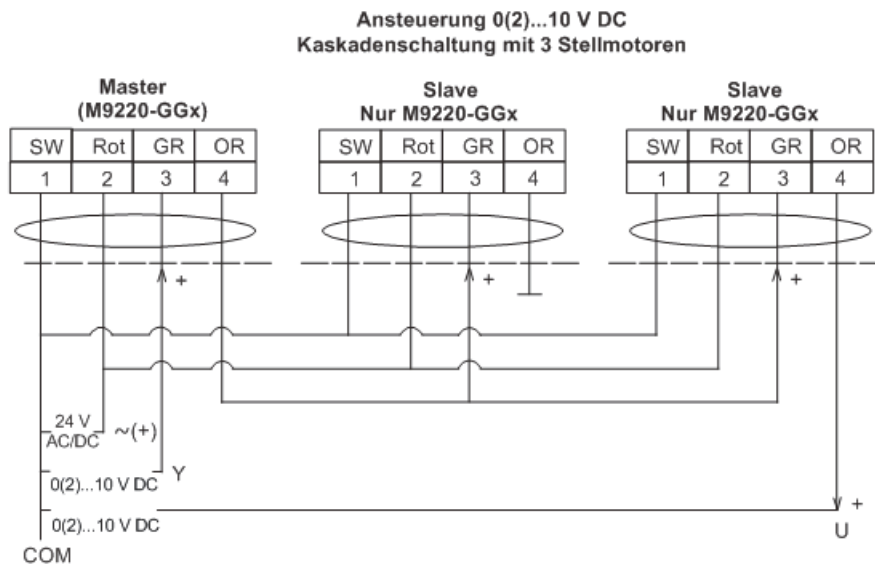 Ansteuerung 0(2)...10 V DC
Kaskadenschaltung mit 3 Stellmotoren
Master
(M9220-GGx)
Slave
Nur M9220-GGx
Slave
Nur M9220-GGx
SW Rot GR OR
1 2 3 4
SW Rot GR OR
1 2 3 4
SW Rot GR OR
1 2 3 4
+
+
+
24 V
AC/DC
~(+)
0(2)...10 V DC
Y
0(2)...10 V DC
+
U
COM